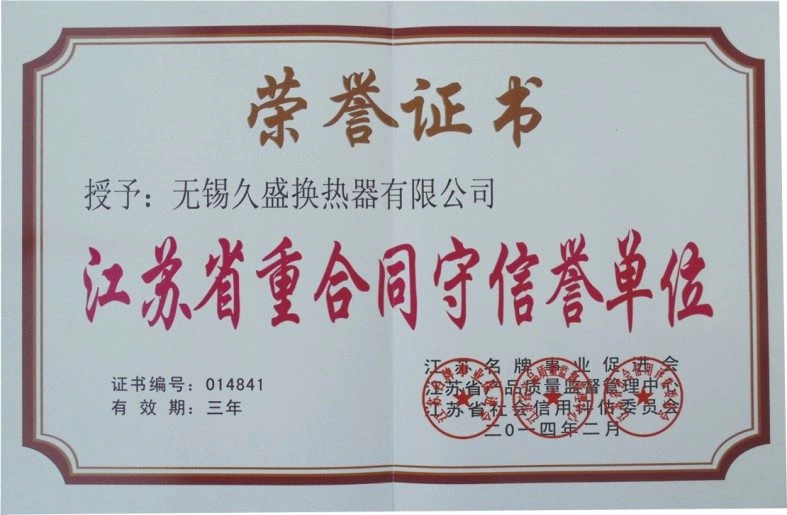 荣誉证书
授予：无锡久盛换热器有限公司
江苏省重合同守信誉单位
证书编号：014841
有效期：三年
江苏名牌事业促进会
江苏省产品质量监督管理中心
江苏省社会信用评估委员会
二〇一四年二月